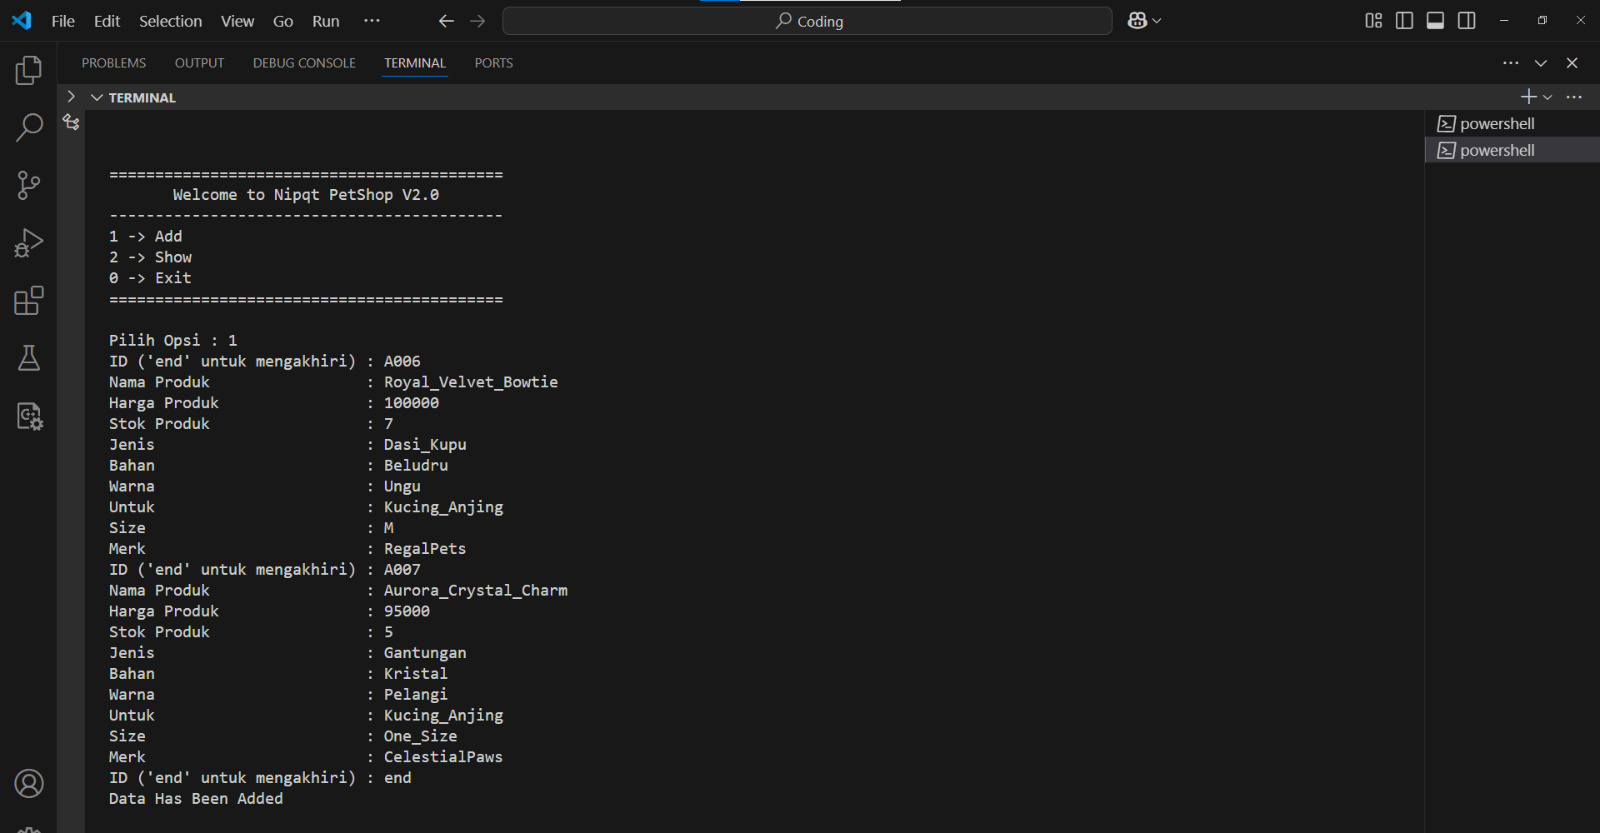 File Edit Selection View Go Run ··· Coding
PROBLEMS OUTPUT DEBUG CONSOLE TERMINAL PORTS
TERMINAL
powershell
powershell
===========================================
Welcome to Nipqt PetShop V2.0
-------------------------------------------
1 -> Add
2 -> Show
0 -> Exit
===========================================
Pilih Opsi : 1
ID ('end' untuk mengakhiri) : A006
Nama Produk : Royal_Velvet_Bowtie
Harga Produk : 100000
Stok Produk : 7
Jenis : Dasi_Kupu
Bahan : Beludru
Warna : Ungu
Untuk : Kucing_Anjing
Size : M
Merk : RegalPets
ID ('end' untuk mengakhiri) : A007
Nama Produk : Aurora_Crystal_Charm
Harga Produk : 95000
Stok Produk : 5
Jenis : Gantungan
Bahan : Kristal
Warna : Pelangi
Untuk : Kucing_Anjing
Size : One_Size
Merk : CelestialPaws
ID ('end' untuk mengakhiri) : end
Data Has Been Added